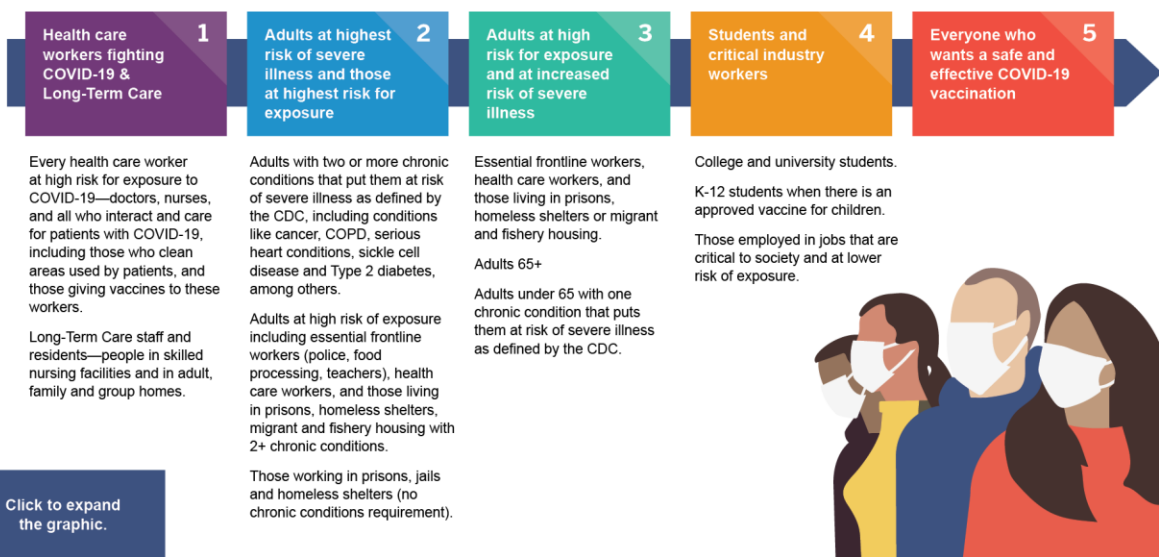 Health care
workers fighting
COVID-19 &
Long-Term Care
1
Every health care worker
at high risk for exposure to
COVID-19—doctors, nurses,
and all who interact and care
for patients with COVID-19,
including those who clean
areas used by patients, and
those giving vaccines to these
workers.
Long-Term Care staff and
residents—people in skilled
nursing facilities and in adult,
family and group homes.
Adults at highest
risk of severe
illness and those
at highest risk for
exposure
2
Adults with two or more chronic
conditions that put them at risk
of severe illness as defined by
the CDC, including conditions
like cancer, COPD, serious
heart conditions, sickle cell
disease and Type 2 diabetes,
among others.
Adults at high risk of exposure
including essential frontline
workers (police, food
processing, teachers), health
care workers, and those living
in prisons, homeless shelters,
migrant and fishery housing with
2+ chronic conditions.
Those working in prisons, jails
and homeless shelters (no
chronic conditions requirement).
Adults at high
risk for exposure
and at increased
risk of severe
illness
3
Essential frontline workers,
health care workers, and
those living in prisons,
homeless shelters or migrant
and fishery housing.
Adults 65+
Adults under 65 with one
chronic condition that puts
them at risk of severe illness
as defined by the CDC.
Students and
critical industry
workers
4
College and university students.
K-12 students when there is an
approved vaccine for children.
Those employed in jobs that are
critical to society and at lower
risk of exposure.
Everyone who
wants a safe and
effective COVID-19
vaccination
5
Click to expand
the graphic.